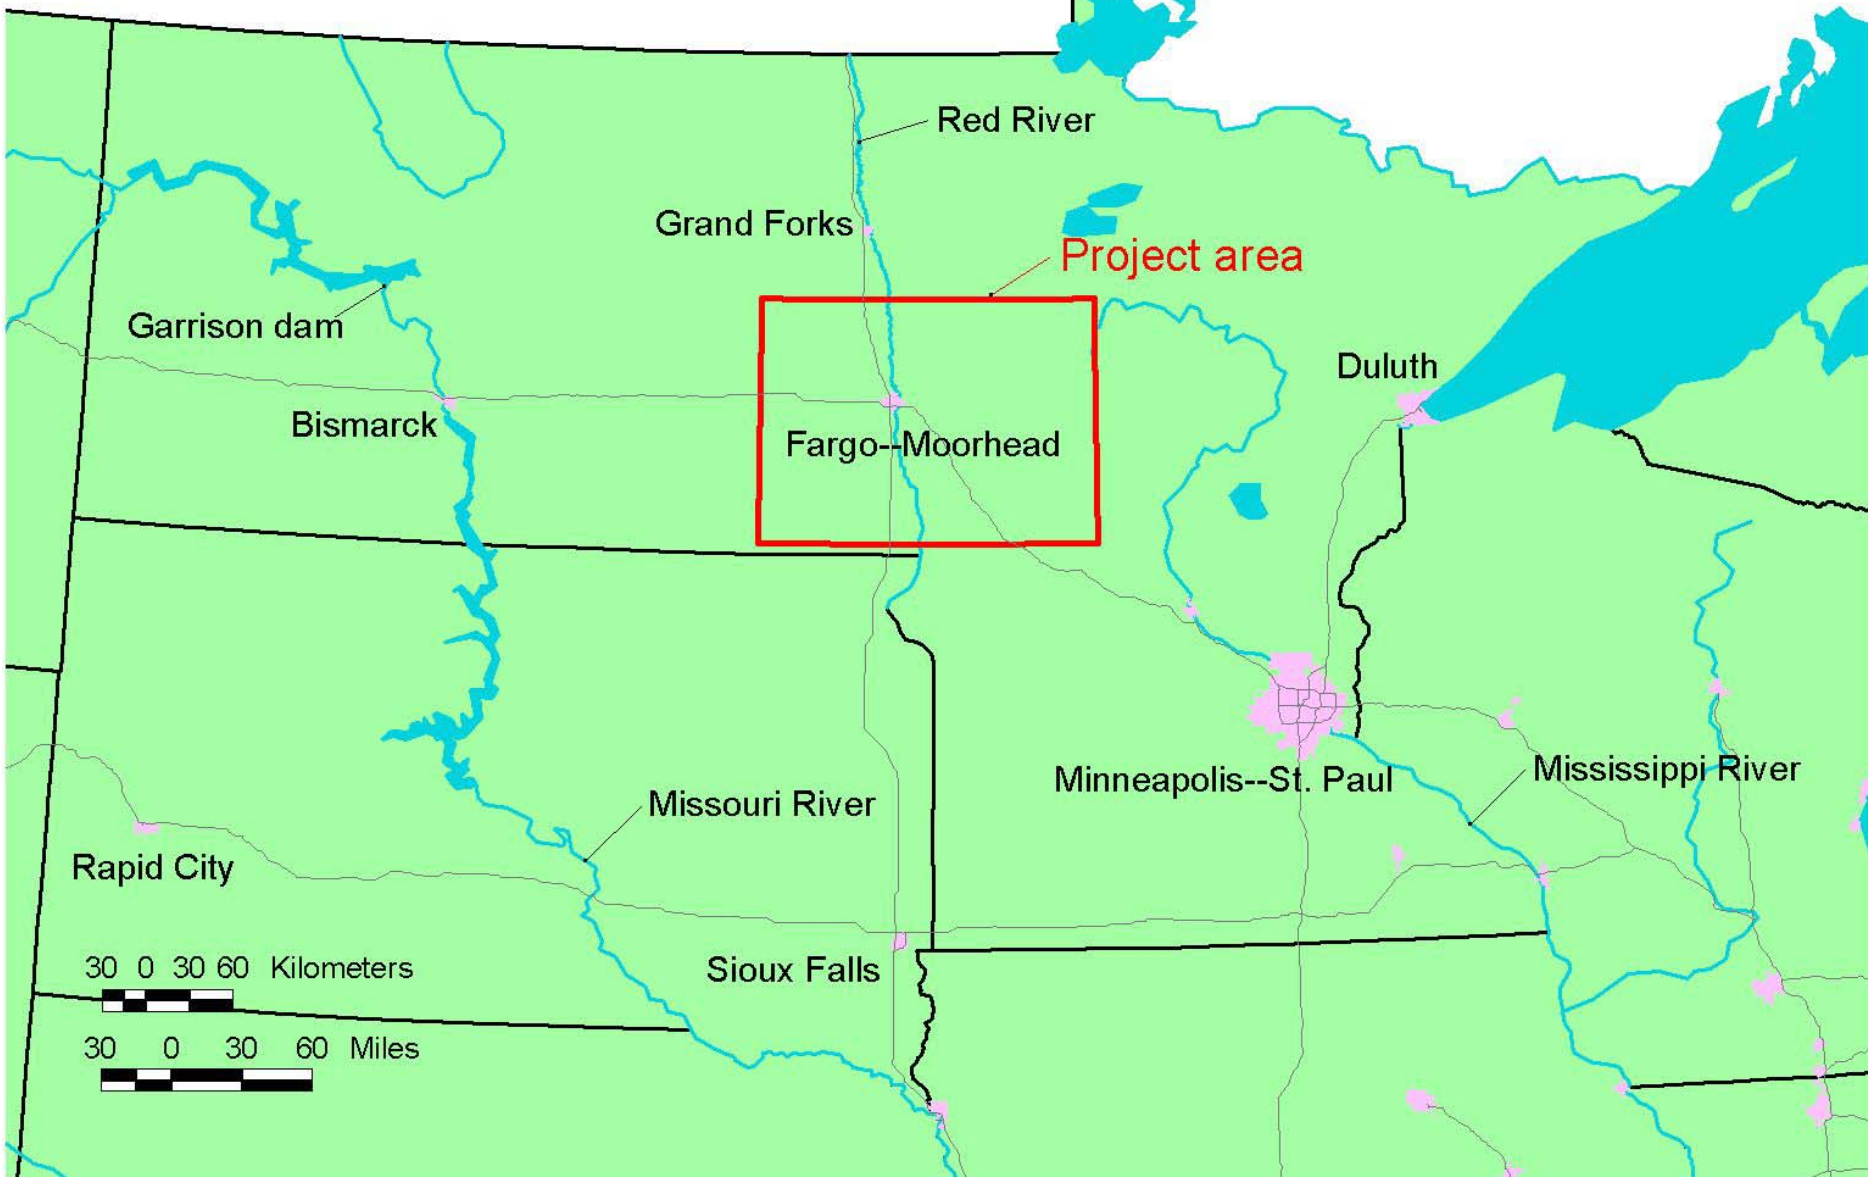 Red River
Grand Forks
Project area
Garrison dam
Duluth
Bismarck
Fargo--Moorhead
Minneapolis--St. Paul
Mississippi River
Missouri River
Rapid City
Sioux Falls
30 0 30 60 Kilometers
30 0 30 60 Miles